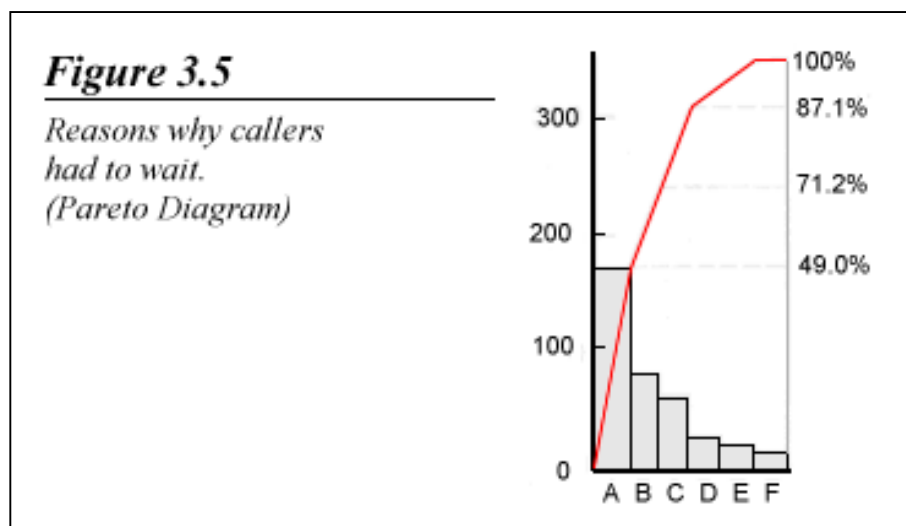 Figure 3.5
Reasons why callers
had to wait.
(Pareto Diagram)
100%
87.1%
300
71.2%
200
49.0%
100
0
A B C D E F